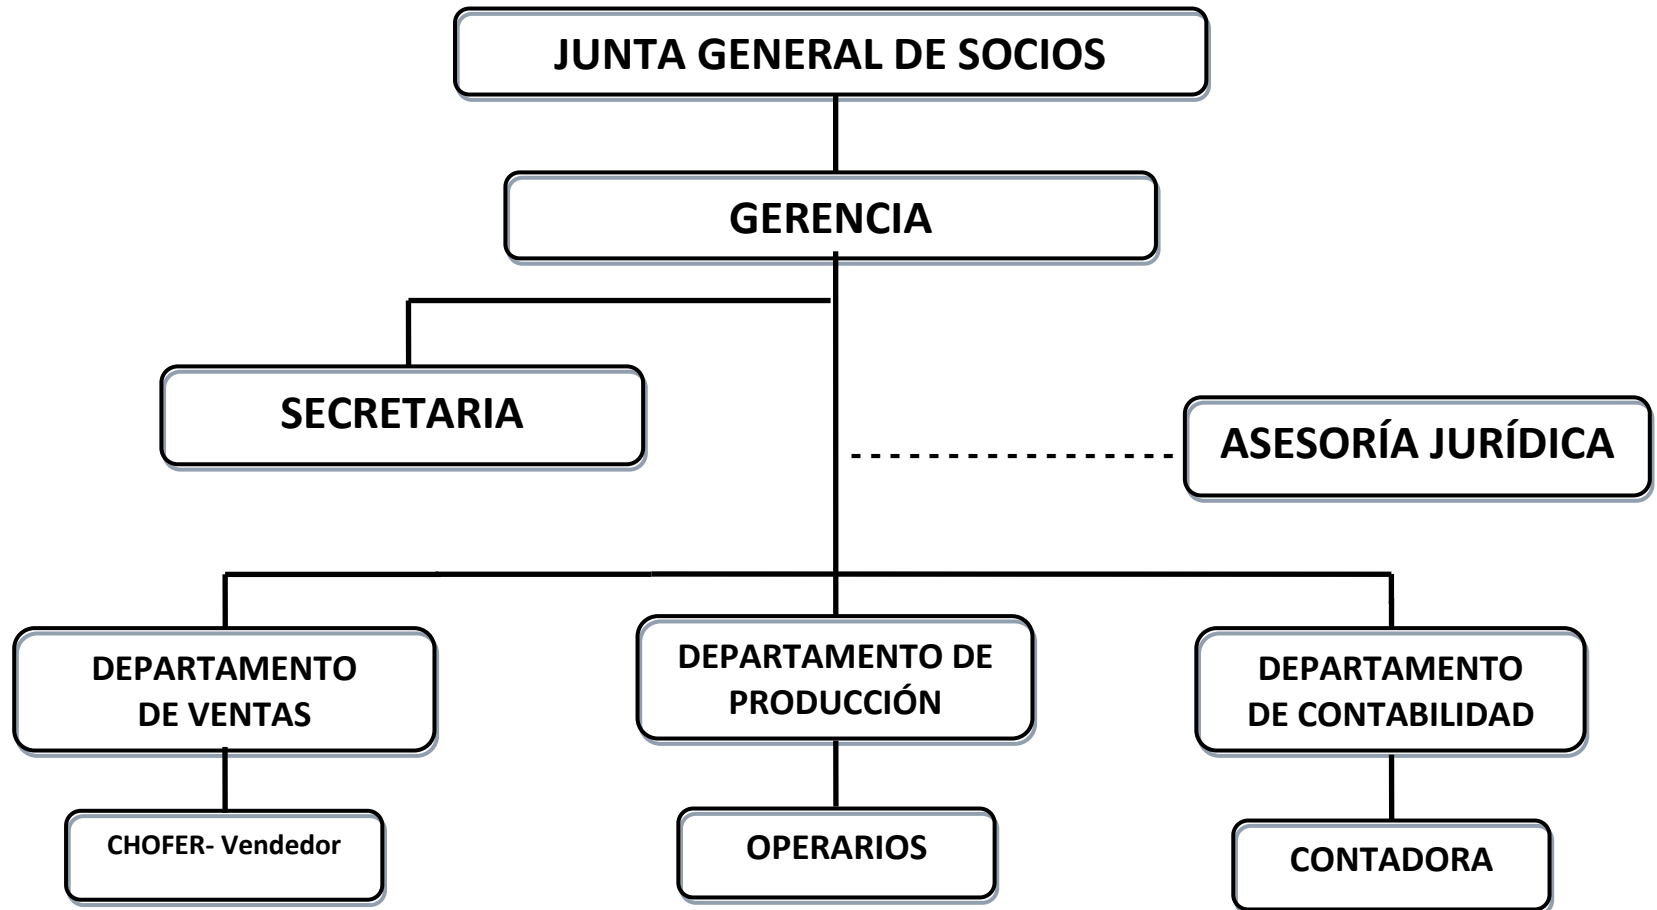 JUNTA GENERAL DE SOCIOS
GERENCIA
SECRETARIA
ASESORÍA JURÍDICA
DEPARTAMENTO
DE VENTAS
DEPARTAMENTO DE
PRODUCCIÓN
DEPARTAMENTO
DE CONTABILIDAD
CHOFER- Vendedor
OPERARIOS
CONTADORA